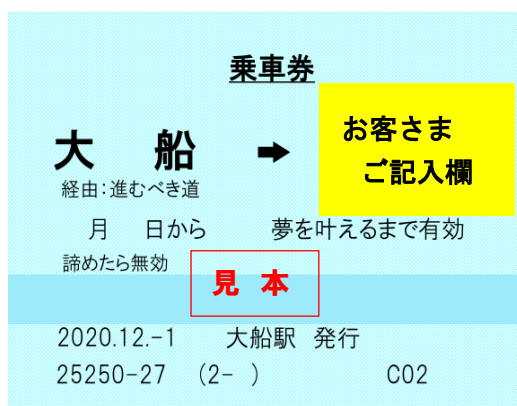 乗車券
大 船 ➡
お客さま
ご記入欄
経由:進むべき道
月 日から 夢を叶えるまで有効
諦めたら無効
見 本
2020.12.-1 大船駅 発行
25250-27 (2- ) C02